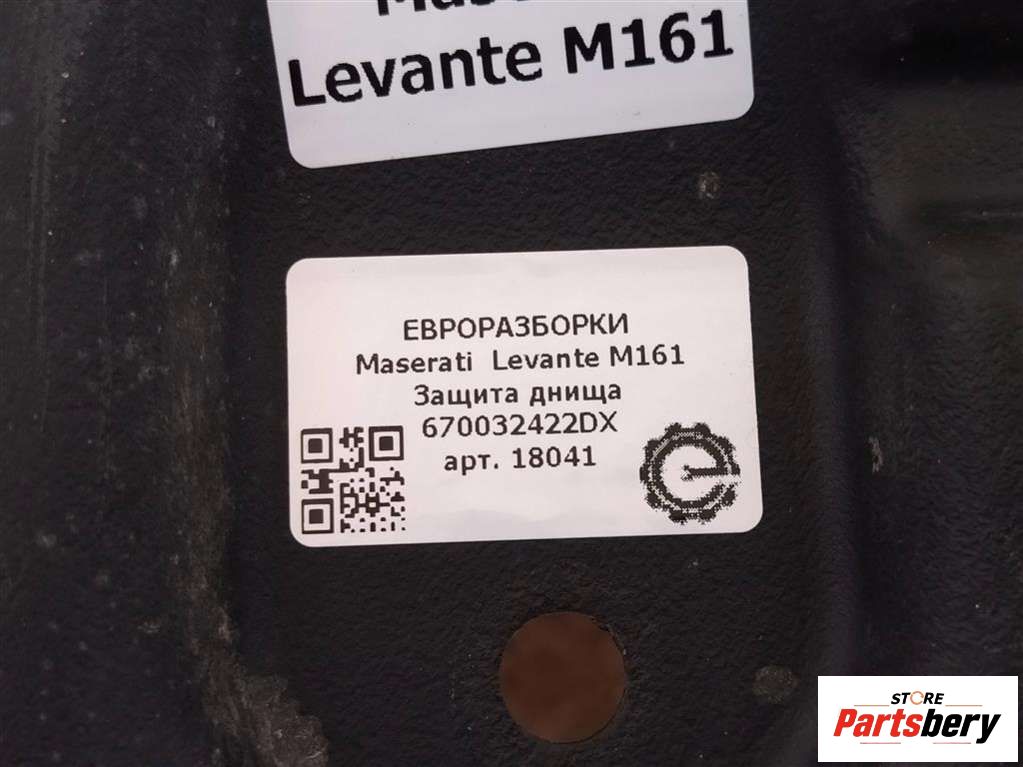 Levante M161
ЕВРОРАЗБОРКИ
Maserati Levante M161
Защита днища
670032422DX
арт. 18041
STORE
Partsbery